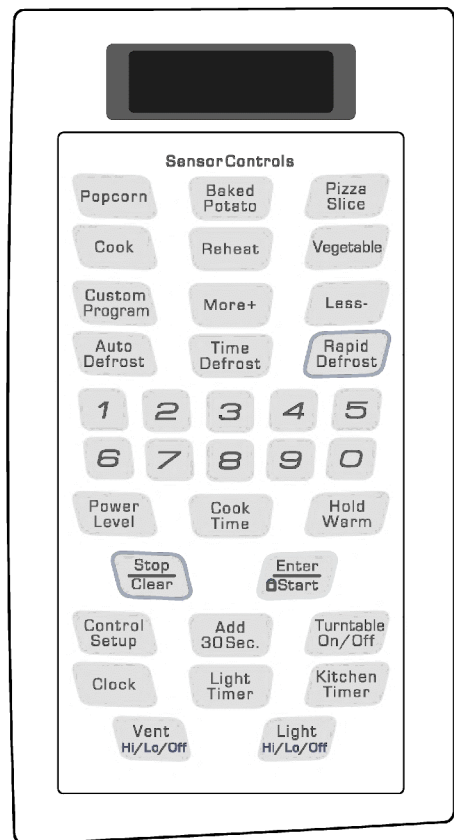 Sensor Controls
Popcorn
Baked
Potato
Pizza
Slice
Cook
Reheat
Vegetable
Custom
Program
More+
Less-
Auto
Defrost
Time
Defrost
Rapid
Defrost
1 2 3 4 5
6 7 8 9 0
Power
Level
Cook
Time
Hold
Warm
Stop
Clear
Enter
Start
Control
Setup
Add
30 Sec.
Turntable
On/Off
Clock
Light
Timer
Kitchen
Timer
Vent
Hi/Lo/Off
Light
Hi/Lo/Off